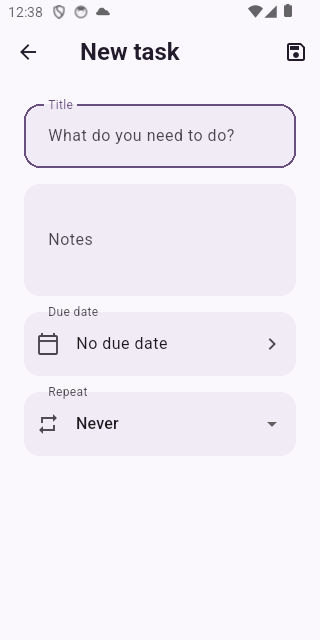 12:38
New task
Title
What do you need to do?
Notes
Due date
No due date
Repeat
Never